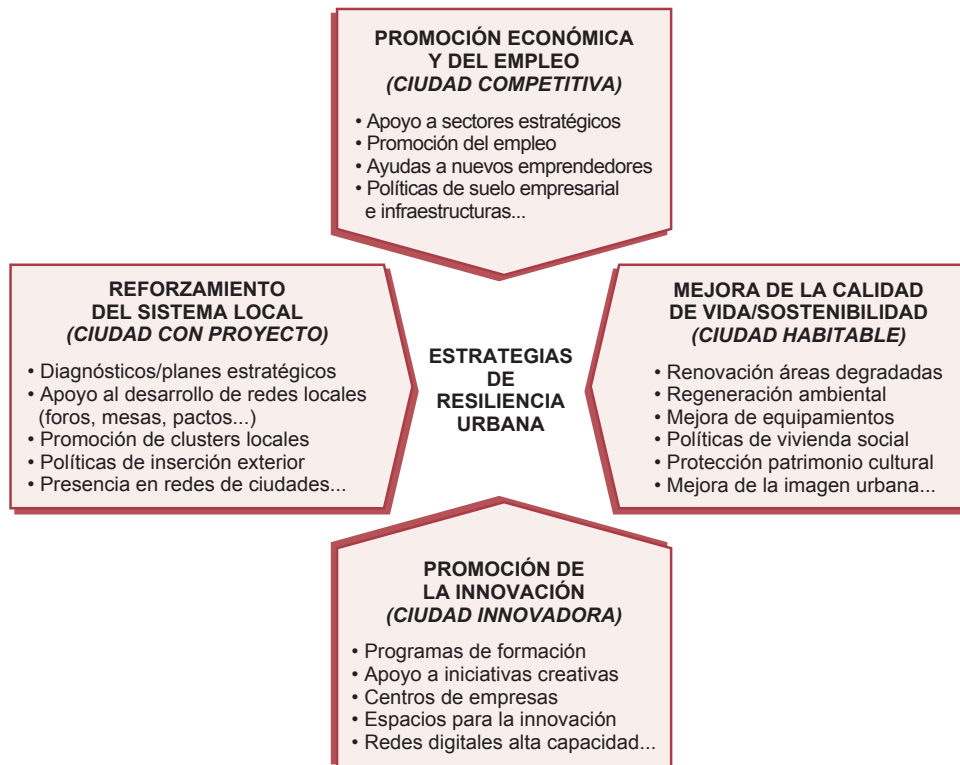 PROMOCIÓN ECONÓMICA
Y DEL EMPLEO
(CIUDAD COMPETITIVA)
• Apoyo a sectores estratégicos
• Promoción del empleo
• Ayudas a nuevos emprendedores
• Políticas de suelo empresarial
e infraestructuras...
REFORZAMIENTO
DEL SISTEMA LOCAL
(CIUDAD CON PROYECTO)
• Diagnósticos/planes estratégicos
• Apoyo al desarrollo de redes locales
(foros, mesas, pactos...)
• Promoción de clusters locales
• Políticas de inserción exterior
• Presencia en redes de ciudades...
ESTRATEGIAS
DE
RESILIENCIA
URBANA
MEJORA DE LA CALIDAD
DE VIDA/SOSTENIBILIDAD
(CIUDAD HABITABLE)
• Renovación áreas degradadas
• Regeneración ambiental
• Mejora de equipamientos
• Políticas de vivienda social
• Protección patrimonio cultural
• Mejora de la imagen urbana...
PROMOCIÓN DE
LA INNOVACIÓN
(CIUDAD INNOVADORA)
• Programas de formación
• Apoyo a iniciativas creativas
• Centros de empresas
• Espacios para la innovación
• Redes digitales alta capacidad...